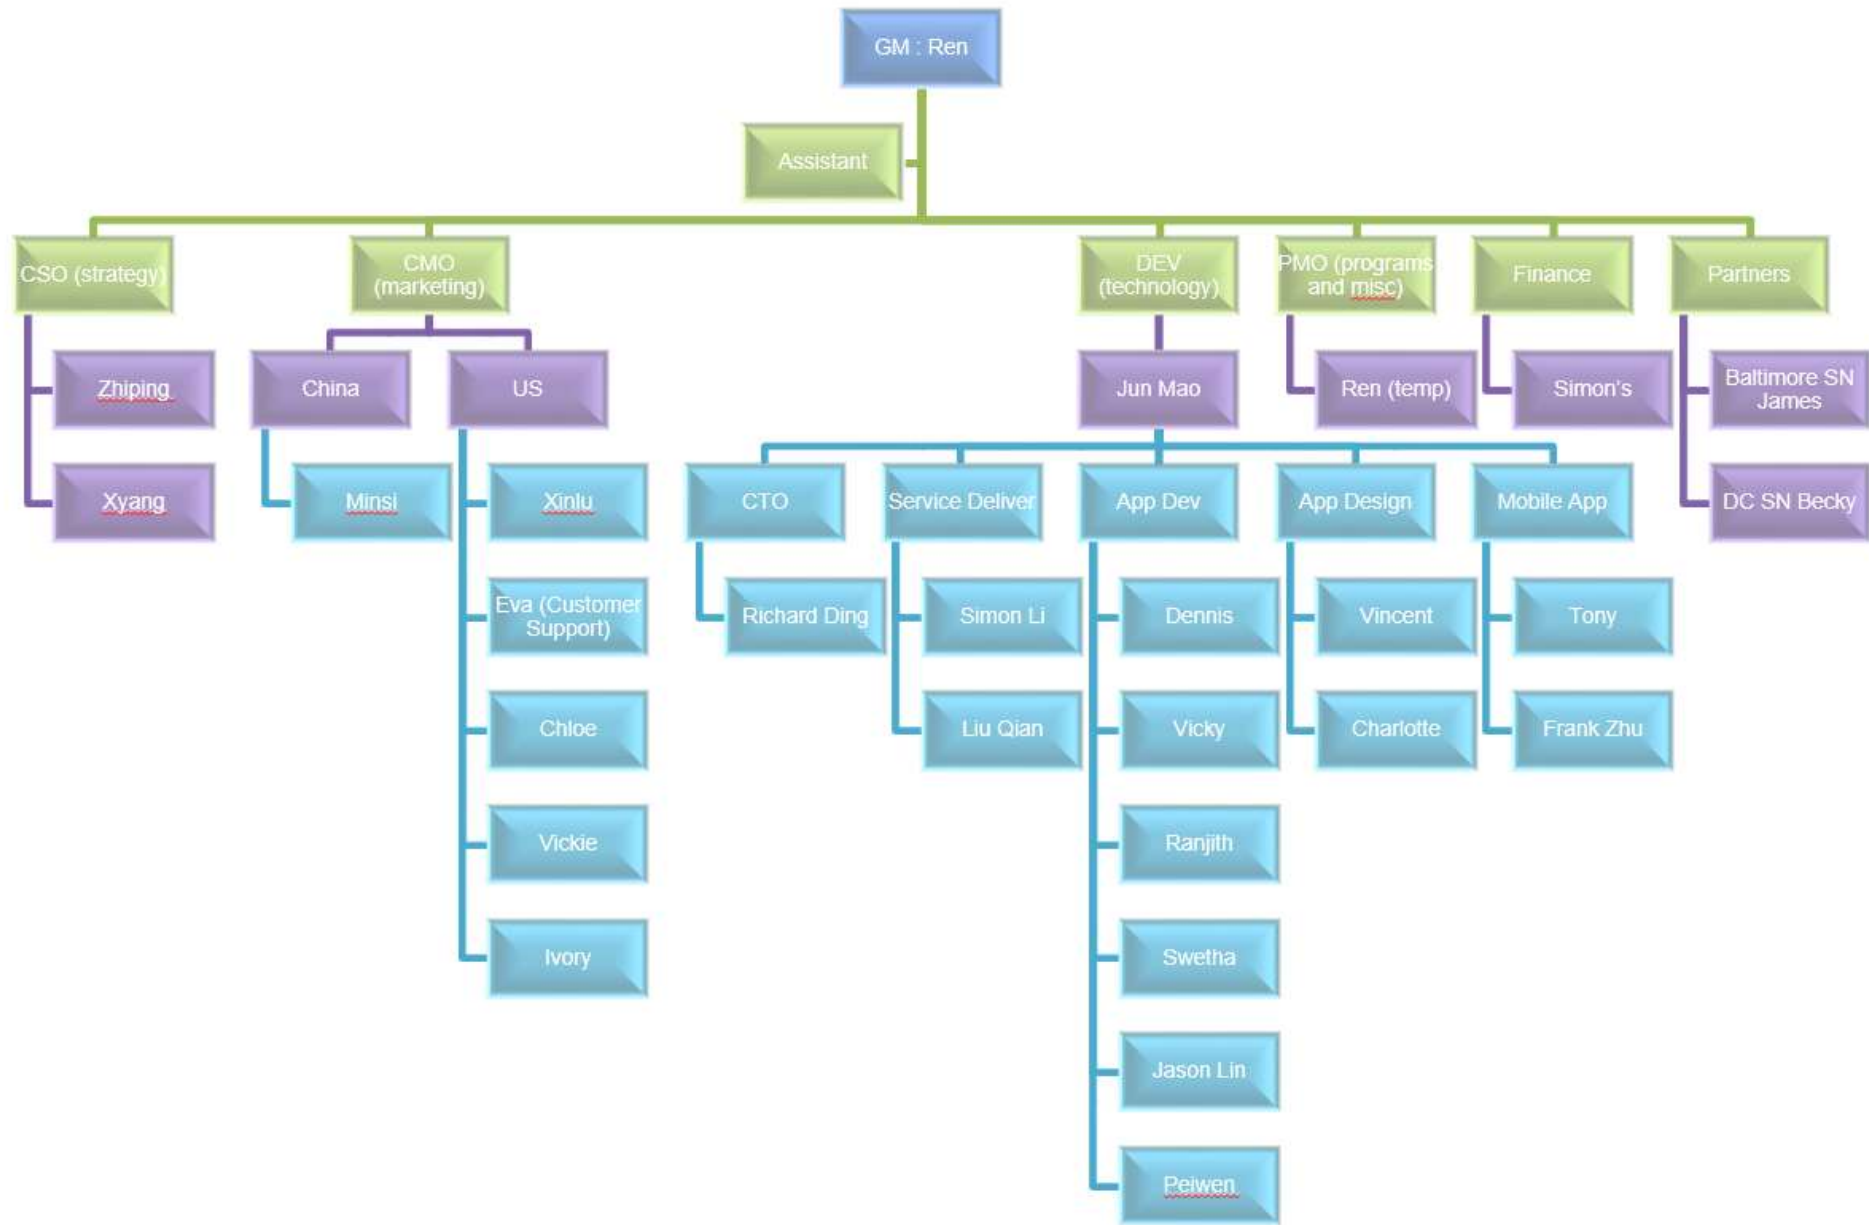 GM : Ren
Assistant
CSO (strategy)
CMO
(marketing)
DEV
(technology)
PMO (programs
and misc)
Finance
Partners
Zhiping
China
US
Jun Mao
Ren (temp)
Simon's
Baltimore SN
James
Xyang
Minsi
Xinlu
CTO
Service Deliver
App Dev
App Design
Mobile App
DC SN Becky
Eva (Customer
Support)
Richard Ding
Simon Li
Dennis
Vincent
Tony
Chloe
Liu Qian
Vicky
Charlotte
Frank Zhu
Vickie
Ranjith
Ivory
Swetha
Jason Lin
Peiwen